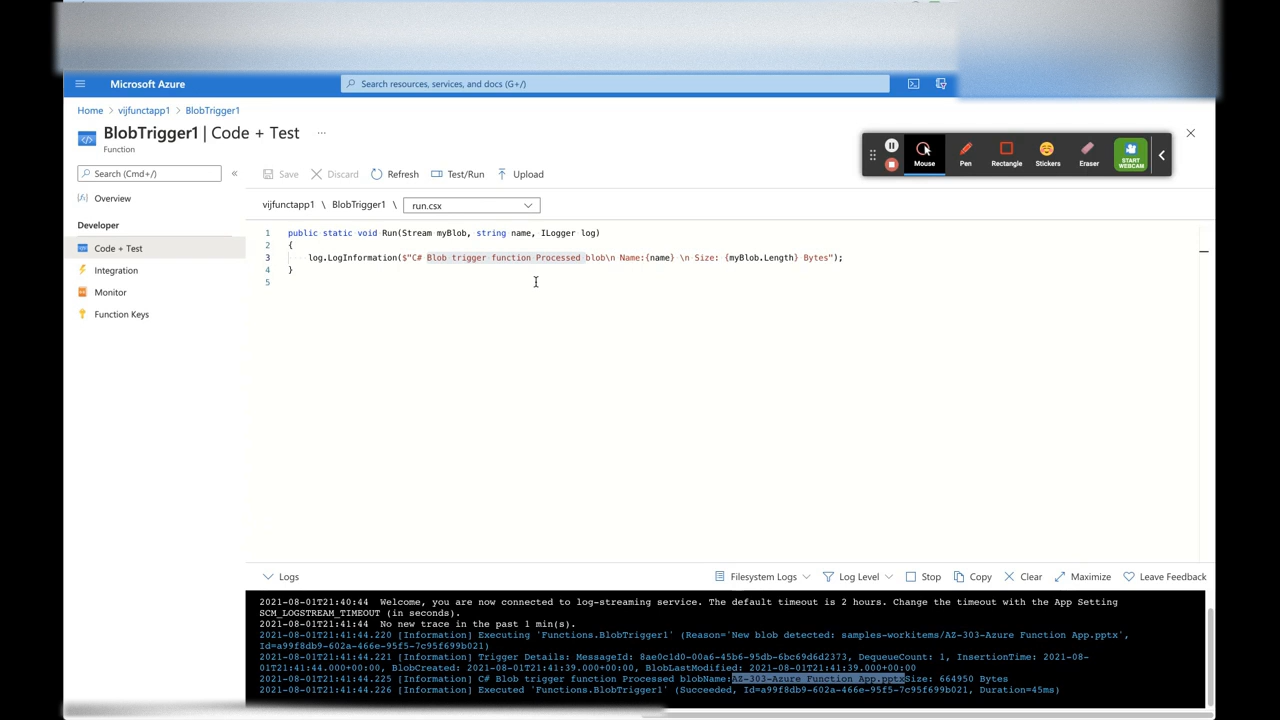 Microsoft Azure
Search resources, services, and docs (G+/)
Home > vijfunctapp1 > BlobTrigger1
BlobTrigger1 | Code + Test ...
Function
Mouse
Pen
Rectangle
Stickers
Eraser
START WEBCAM
Search (Cmd+/)
Save
Discard
Refresh
Test/Run
Upload
Overview
Developer
Code + Test
Integration
Monitor
Function Keys
vijfunctapp1 \ BlobTrigger1 \ run.csx
1 public static void Run(Stream myBlob, string name, ILogger log)
2 {
3 log.LogInformation($"C# Blob trigger function Processed blob\n Name:{name} \n Size: {myBlob.Length} Bytes");
4 }
5
Logs
Filesystem Logs
Log Level
Stop
Copy
Clear
Maximize
Leave Feedback
2021-08-01T21:40:44 Welcome, you are now connected to log-streaming service. The default timeout is 2 hours. Change the timeout with the App Setting
SCM_LOGSTREAM_TIMEOUT (in seconds).
2021-08-01T21:41:44 No new trace in the past 1 min(s).
2021-08-01T21:41:44.220 [Information] Executing 'Functions.BlobTrigger1' (Reason='New blob detected: samples-workitems/AZ-303-Azure Function App.pptx',
Id=a99f8db9-602a-466e-95f5-7c95f699b021)
2021-08-01T21:41:44.221 [Information] Trigger Details: MessageId: 8ae0c1d0-00a6-45b6-95db-6bc69d6d2373, DequeueCount: 1, InsertionTime: 2021-08-
01T21:41:44.000+00:00, BlobCreated: 2021-08-01T21:41:39.000+00:00, BlobLastModified: 2021-08-01T21:41:39.000+00:00
2021-08-01T21:41:44.225 [Information] C# Blob trigger function Processed blobName:AZ-303-Azure Function App.pptxSize: 664950 Bytes
2021-08-01T21:41:44.226 [Information] Executed 'Functions.BlobTrigger1' (Succeeded, Id=a99f8db9-602a-466e-95f5-7c95f699b021, Duration=45ms)